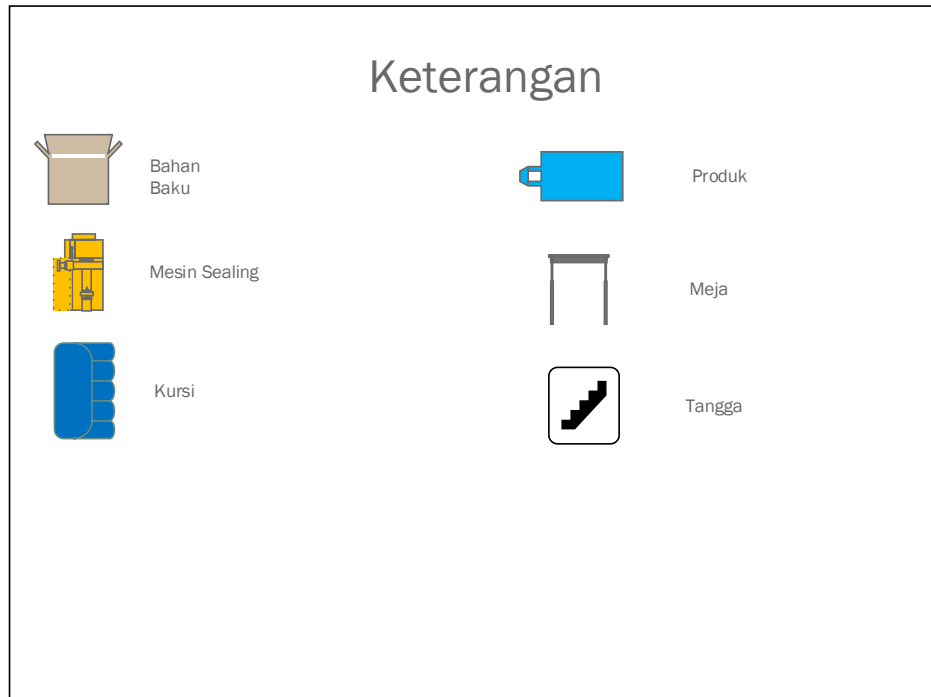 Keterangan
Bahan
Baku
Produk
Mesin Sealing
Meja
Kursi
Tangga